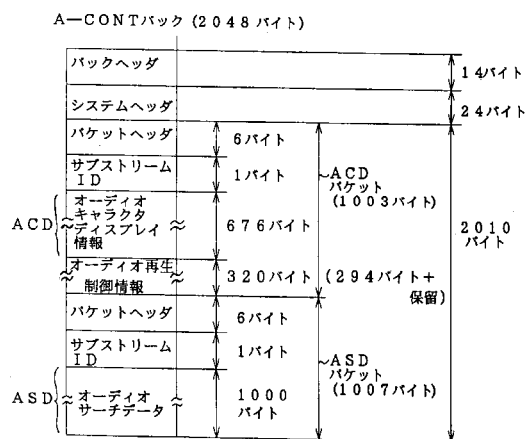 A—CONTパック(2048バイト)
パックヘッダ
14バイト
システムヘッダ
24バイト
パケットヘッダ
6バイト
サブストリーム
ID
1バイト
~ACD
パケット
(1003バイト)
2010
バイト
ACD
オーディオ
キャラクタ
ディスプレイ
情報
676バイト
オーディオ再生
制御情報
320バイト
(294バイト+
保留)
パケットヘッダ
6バイト
サブストリーム
ID
1バイト
~ASD
パケット
(1007バイト)
ASD
オーディオ
サーチデータ
1000
バイト